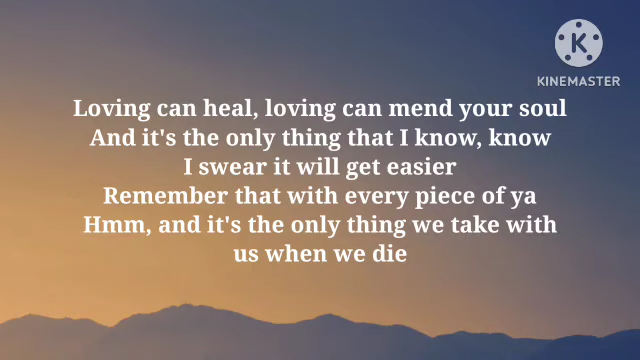 KINEMASTER
Loving can heal, loving can mend your soul
And it's the only thing that I know, know
I swear it will get easier
Remember that with every piece of ya
Hmm, and it's the only thing we take with
us when we die